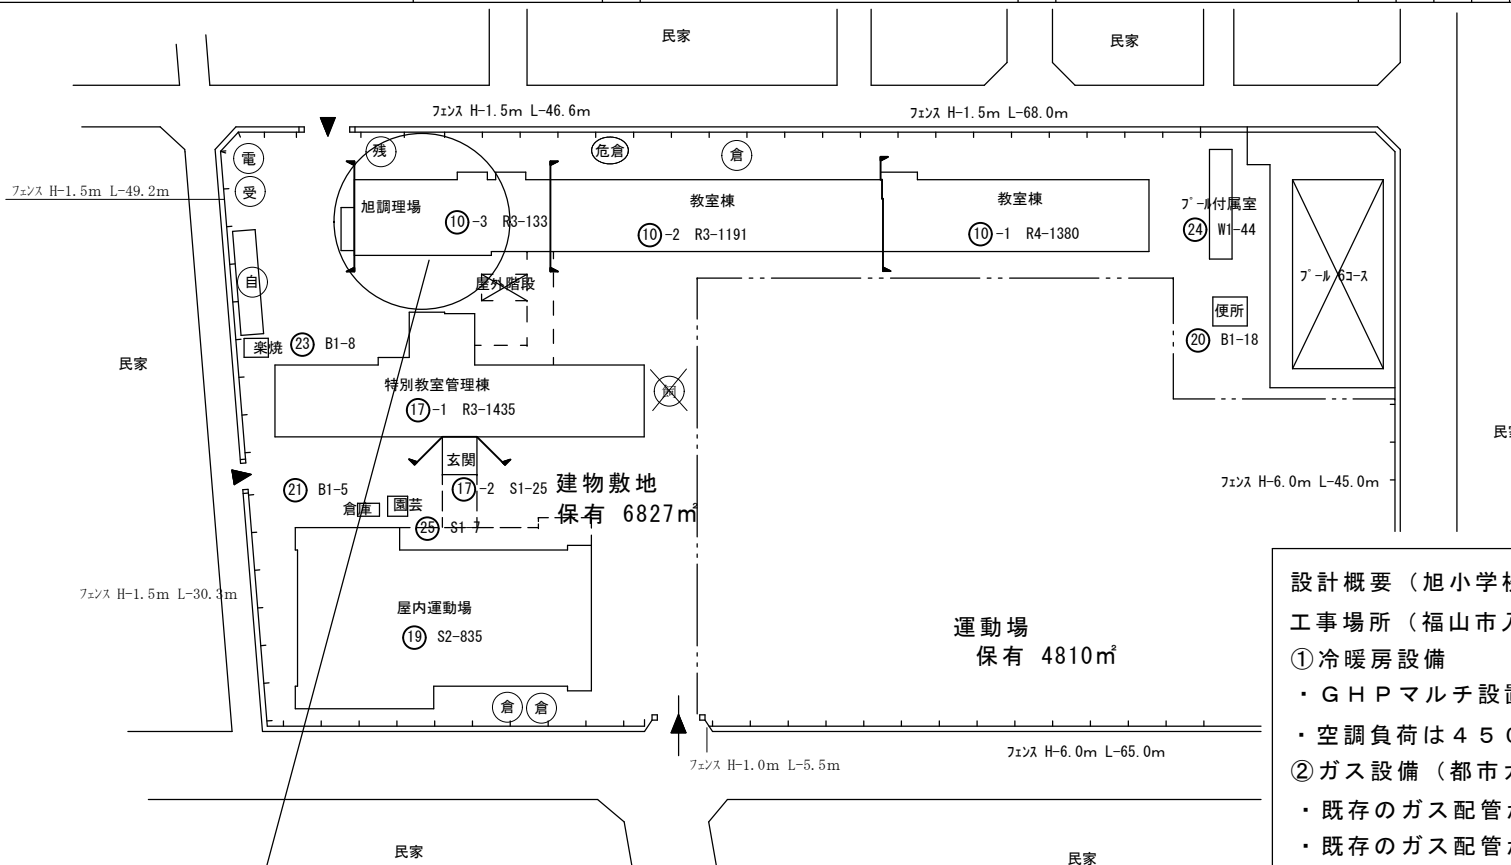 民家
民家
フェンス H-1.5m L-46.6m
フェンス H-1.5m L-68.0m
電
残
危倉
倉
受
フェンス H-1.5m L-49.2m
旭調理場
教室棟
教室棟
プール付属室
⑩-3 R3-133
⑩-2 R3-1191
⑩-1 R4-1380
㉔ W1-44
自
屋外階段
プール 6コース
便所
楽焼 ㉓ B1-8
⑳ B1-18
民家
特別教室管理棟
⑰-1 R3-1435
民
玄関
㉑ B1-5
⑰-2 S1-25
建物敷地
保有 6827㎡
フェンス H-6.0m L-45.0m
倉庫
園芸
㉕ S1-7
フェンス H-1.5m L-30.3m
屋内運動場
⑲ S2-835
運動場
保有 4810㎡
倉
倉
フェンス H-1.0m L-5.5m
フェンス H-6.0m L-65.0m
設計概要（旭小学
工事場所（福山市
①冷暖房設備
・ＧＨＰマルチ設
・空調負荷は４５
②ガス設備（都市
・既存のガス配管
・既存のガス配管
民家
民家